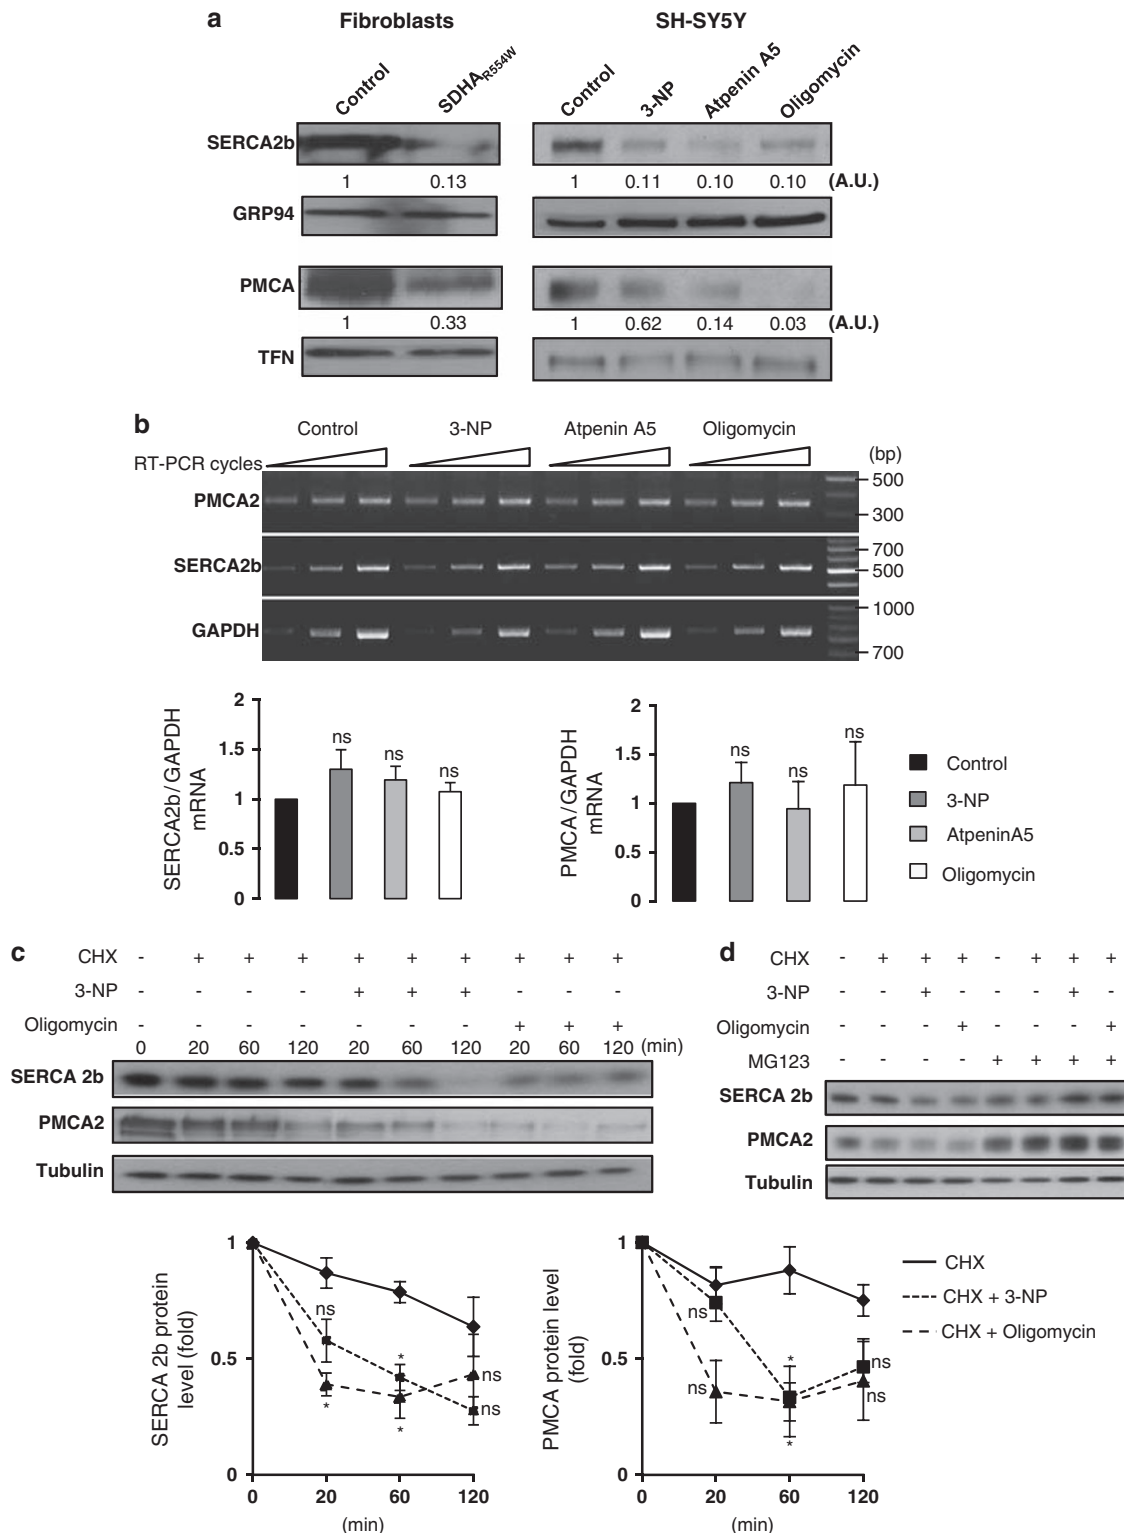 a
Fibroblasts SH-SY5Y
Control SDHA_R554W Control 3-NP Atpenin A5 Oligomycin
SERCA2b
1 0.13 1 0.11 0.10 0.10 (A.U.)
GRP94
PMCA
1 0.33 1 0.62 0.14 0.03 (A.U.)
TFN
b
Control 3-NP Atpenin A5 Oligomycin
RT-PCR cycles (bp)
PMCA2 500
300
SERCA2b 700
500
GAPDH 1000
700
SERCA2b/GAPDH mRNA
2
1.5
1
0.5
0
ns ns ns
PMCA/GAPDH mRNA
2
1.5
1
0.5
0
ns ns ns
Control
3-NP
AtpeninA5
Oligomycin
c
CHX - + + + + + + + + +
3-NP - - - - + + + - - -
Oligomycin - - - - - - - + + +
0 20 60 120 20 60 120 20 60 120 (min)
SERCA 2b
PMCA2
Tubulin
d
CHX - + + + - + + +
3-NP - - + - - - + -
Oligomycin - - - + - - - +
MG123 - - - - + + + +
SERCA 2b
PMCA2
Tubulin
SERCA 2b protein level (fold)
1
0.5
0
ns * * * ns ns
0 20 60 120
(min)
PMCA protein level (fold)
1
0.5
0
ns ns * * ns ns
0 20 60 120
(min)
CHX
CHX + 3-NP
CHX + Oligomycin